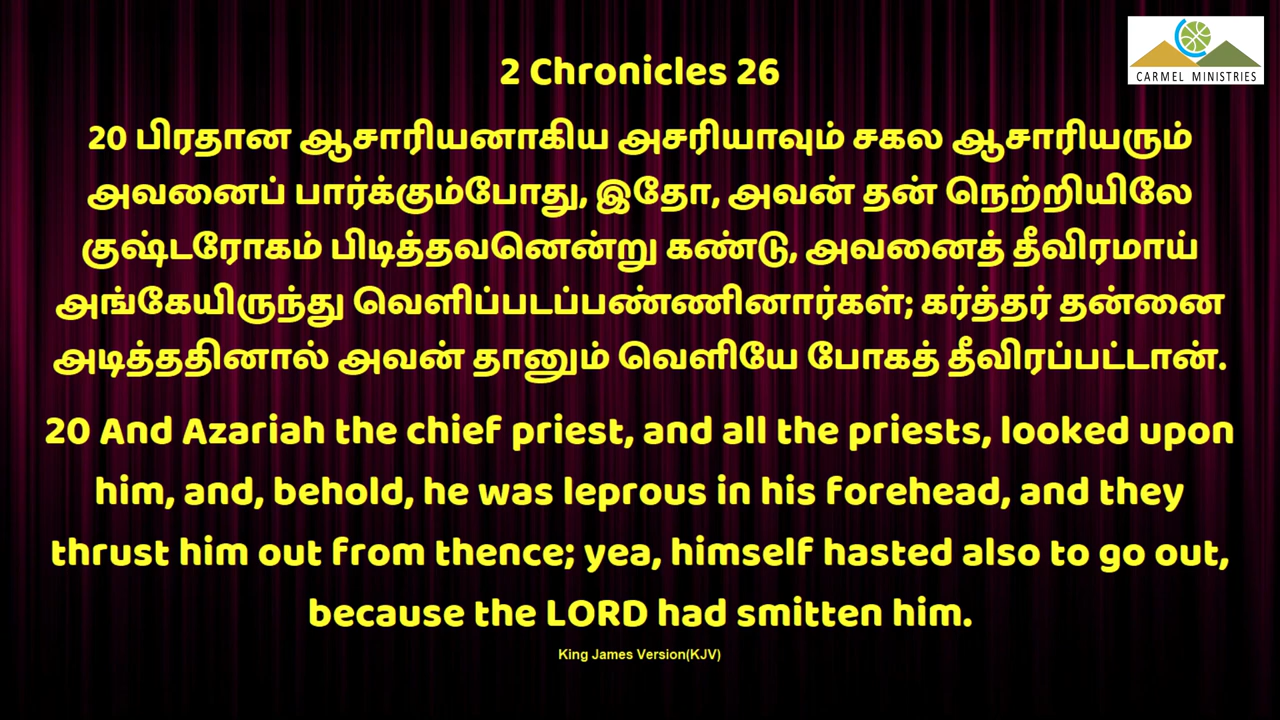 CARMEL MINISTRIES
2 Chronicles 26
20 பிரதான ஆசாரியனாகிய அசரியாவும் சகல ஆசாரியரும்
அவனைப் பார்க்கும்போது, இதோ, அவன் தன் நெற்றியிலே
குஷ்டரோகம் பிடித்தவனென்று கண்டு, அவனைத் தீவிரமாய்
அங்கேயிருந்து வெளிப்படப்பண்ணினார்கள்; கர்த்தர் தன்னை
அடித்ததினால் அவன் தானும் வெளியே போகத் தீவிரப்பட்டான்.
20 And Azariah the chief priest, and all the priests, looked upon
him, and, behold, he was leprous in his forehead, and they
thrust him out from thence; yea, himself hasted also to go out,
because the LORD had smitten him.
King James Version(KJV)